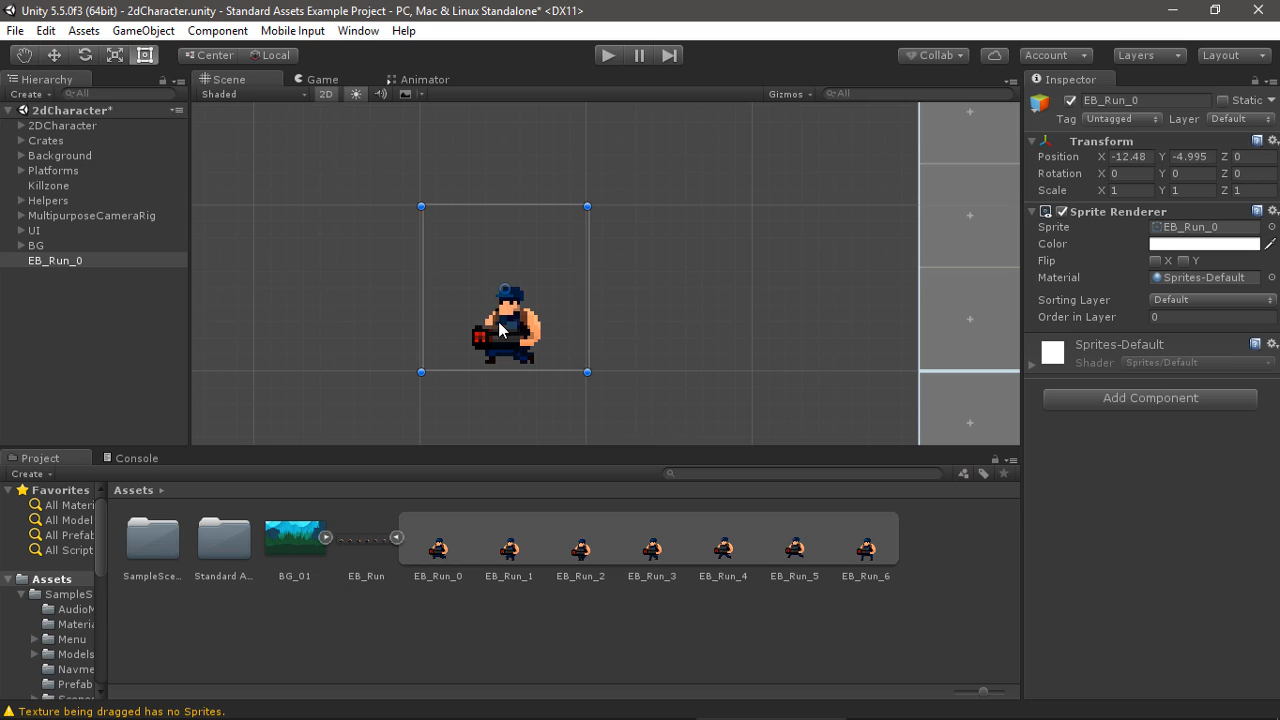 Unity 5.5.0f3 (64bit) - 2dCharacter.unity - Standard Assets Example Project - PC, Mac & Linux Standalone* <DX11>
File Edit Assets GameObject Component Mobile Input Window Help
Center Local Collab Account Layers Layout
Hierarchy
Create All
2dCharacter*
2DCharacter
Crates
Background
Platforms
Killzone
Helpers
MultipurposeCameraRig
UI
BG
EB_Run_0
Scene Game Animator
Shaded 2D Gizmos All
Inspector
EB_Run_0 Static
Tag Untagged Layer Default
Transform
Position X -12.48 Y -4.995 Z 0
Rotation X 0 Y 0 Z 0
Scale X 1 Y 1 Z 1
Sprite Renderer
Sprite EB_Run_0
Color
Flip X Y
Material Sprites-Default
Sorting Layer Default
Order in Layer 0
Sprites-Default
Shader Sprites/Default
Add Component
Project Console
Create
Favorites
All Materi
All Model
All Prefab
All Script
Assets
SampleS
AudioM
Materia
Menu
Models
Navme
Prefab
Assets
SampleSce... Standard A... BG_01 EB_Run EB_Run_0 EB_Run_1 EB_Run_2 EB_Run_3 EB_Run_4 EB_Run_5 EB_Run_6
Texture being dragged has no Sprites.